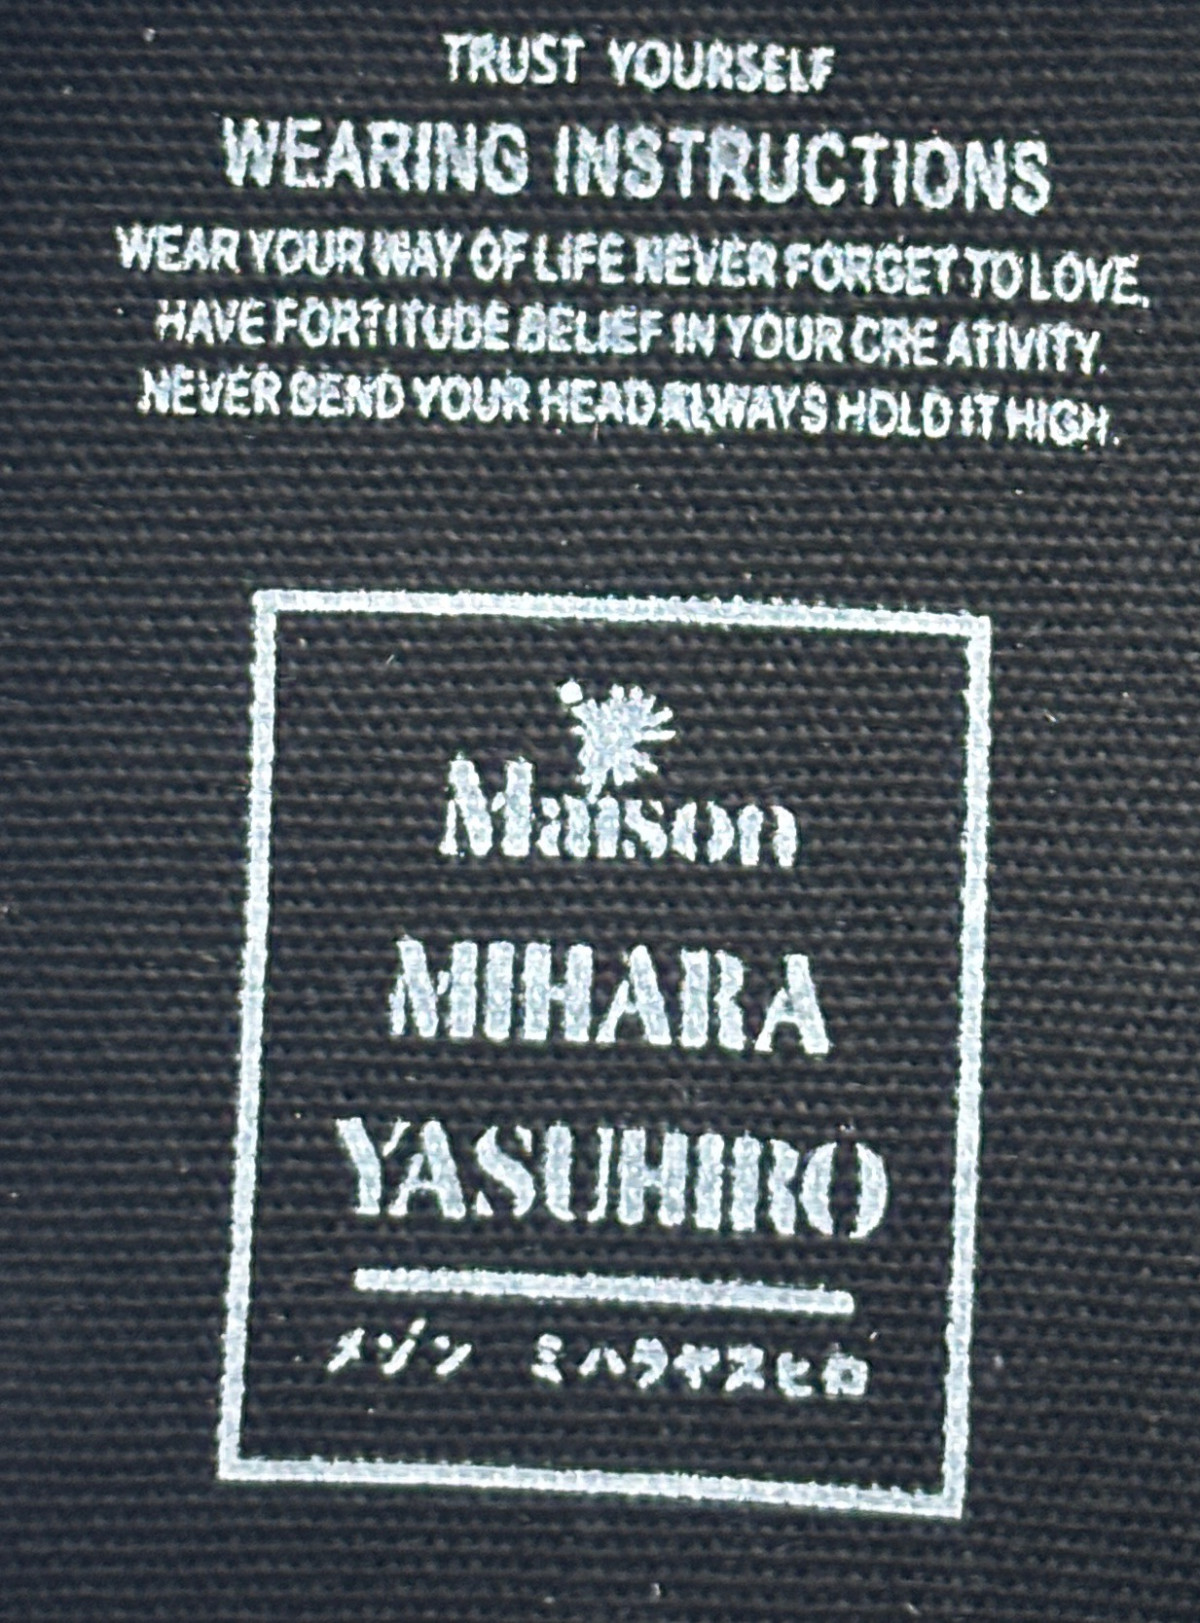 TRUST YOURSELF
WEARING INSTRUCTIONS
WEAR YOUR WAY OF LIFE NEVER FORGET TO LOVE.
HAVE FORTITUDE BELIEF IN YOUR CRE ATIVITY.
NEVER BEND YOUR HEAD ALWAYS HOLD IT HIGH.
Maison
MIHARA
YASUHIRO
メゾン ミハラヤスヒロ